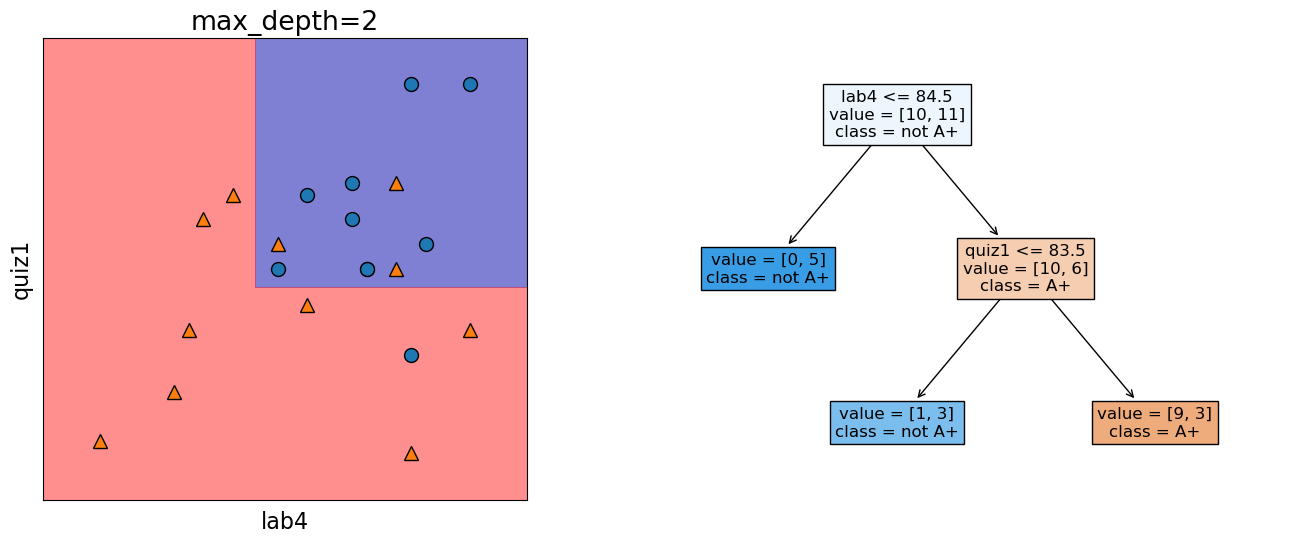 max_depth=2
quiz1
lab4
lab4 <= 84.5
value = [10, 11]
class = not A+
value = [0, 5]
class = not A+
quiz1 <= 83.5
value = [10, 6]
class = A+
value = [1, 3]
class = not A+
value = [9, 3]
class = A+